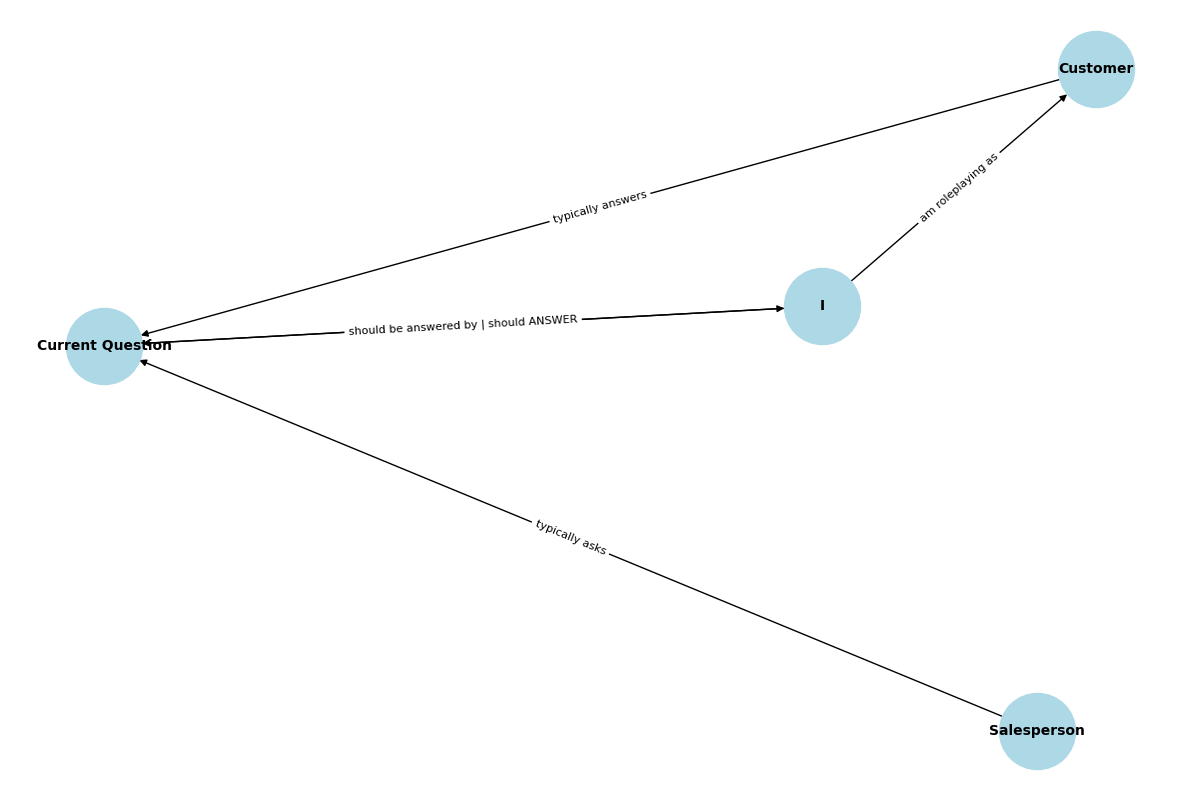 Customer
typically answers
am roleplaying as
I
should be answered by | should ANSWER
Current Question
typically asks
Salesperson